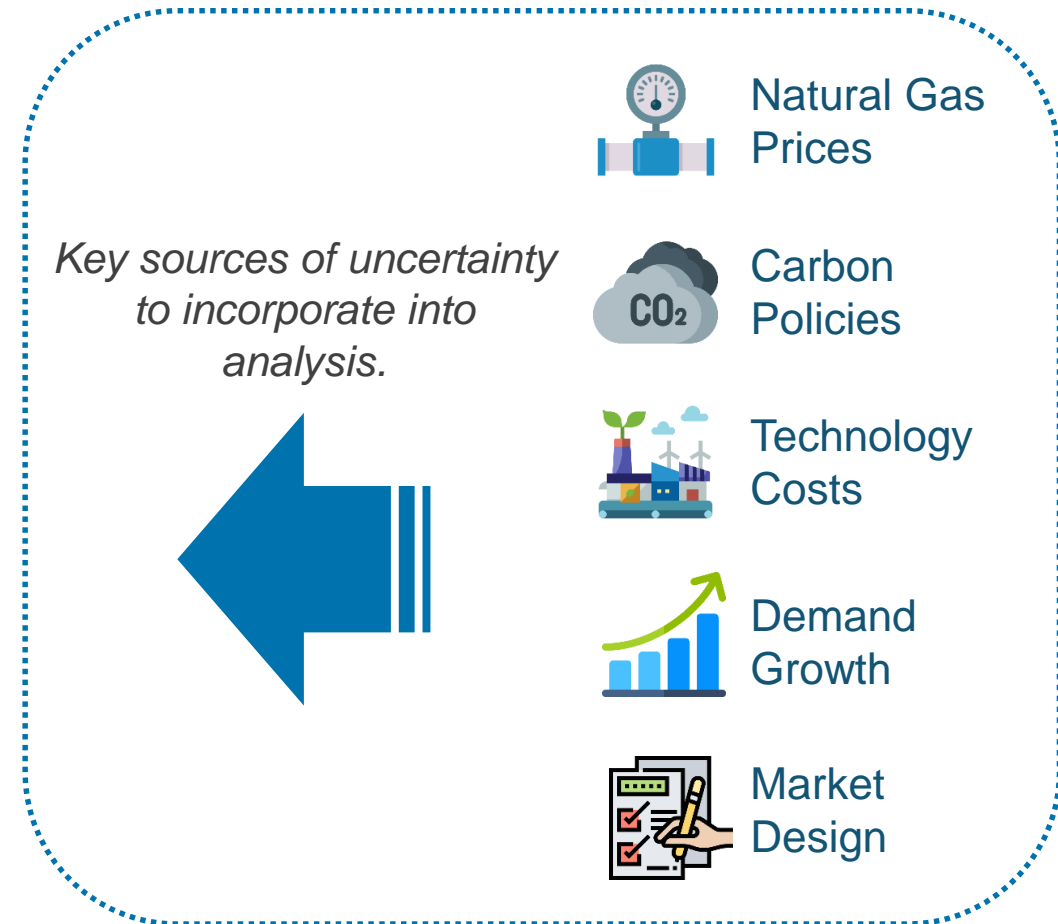 Key sources of uncertainty
to incorporate into
analysis.
Natural Gas
Prices
CO₂
Carbon
Policies
Technology
Costs
Demand
Growth
Market
Design